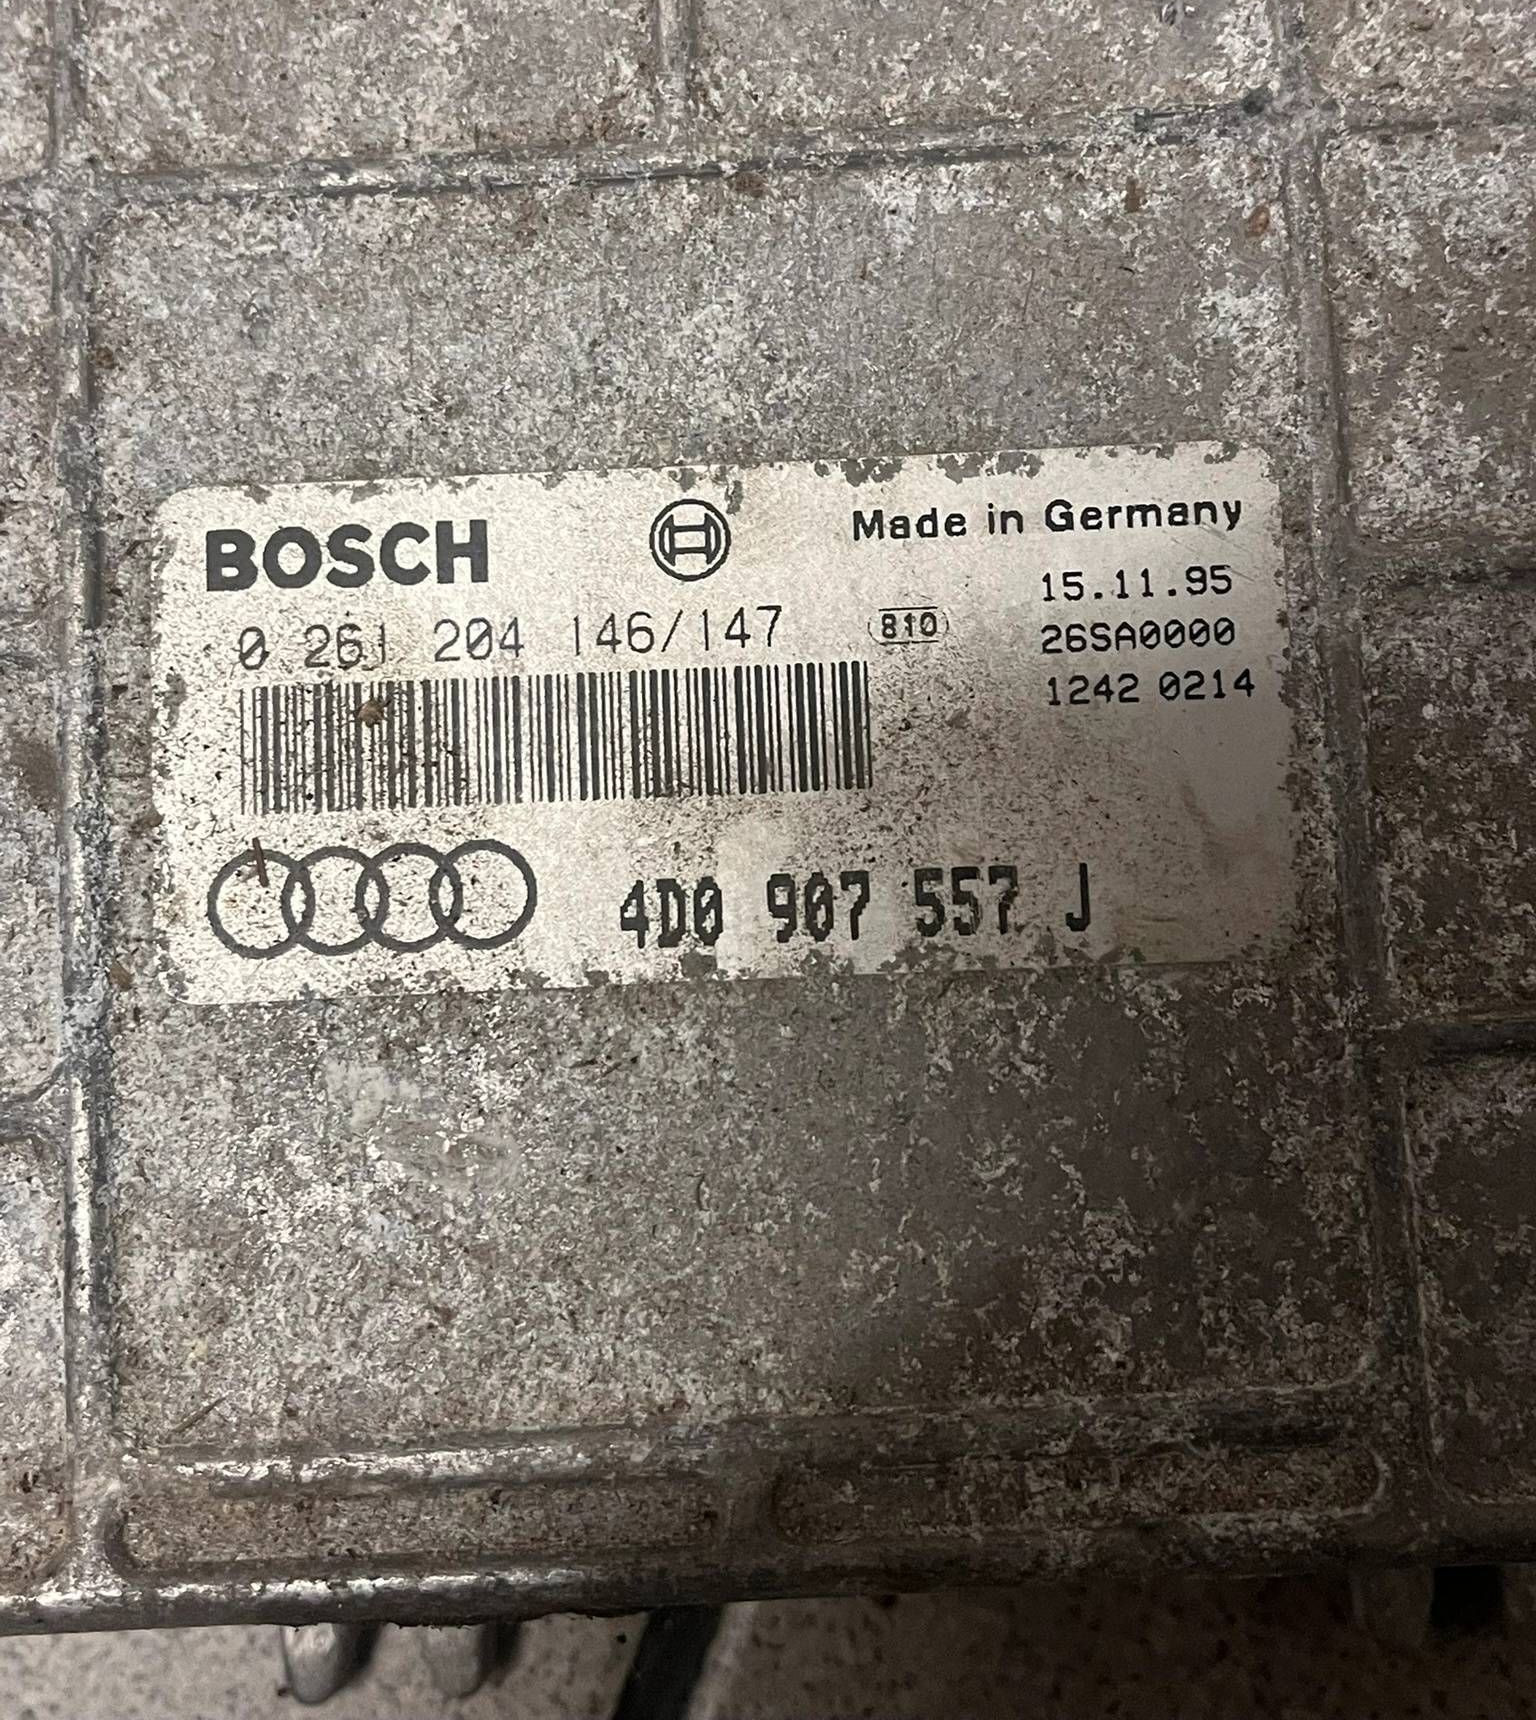 BOSCH
Made in Germany
15.11.95
0 261 204 146/147
810
26SA0000
1242 0214
4D0 907 557 J